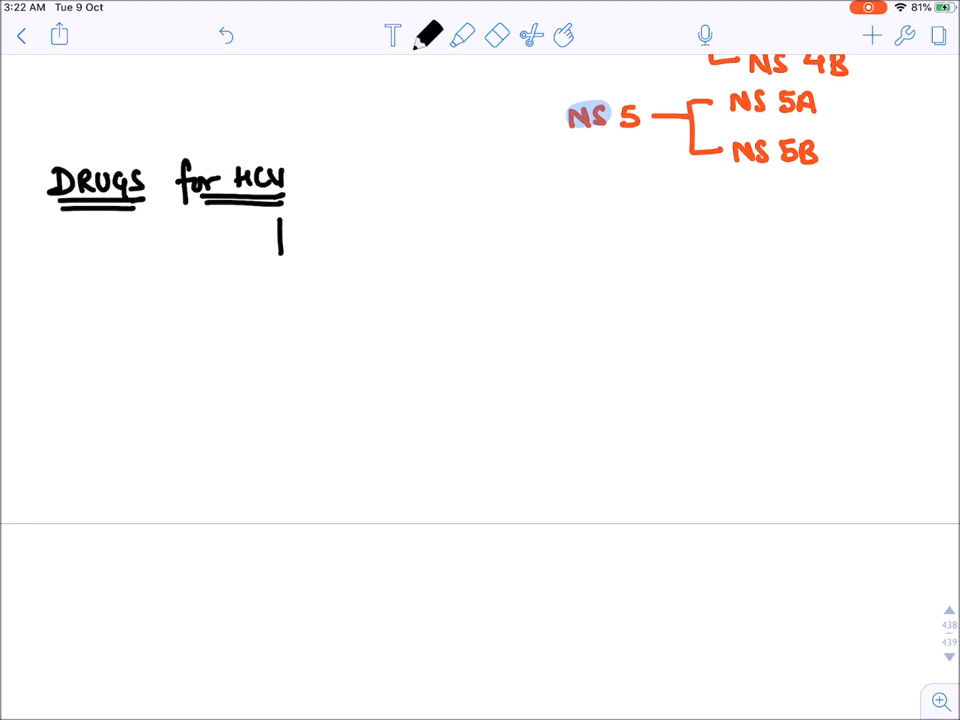 3:22 AM Tue 9 Oct 81%
T
NS 4B
NS 5 NS 5A
NS 5B
DRUGS for HCV
438
439